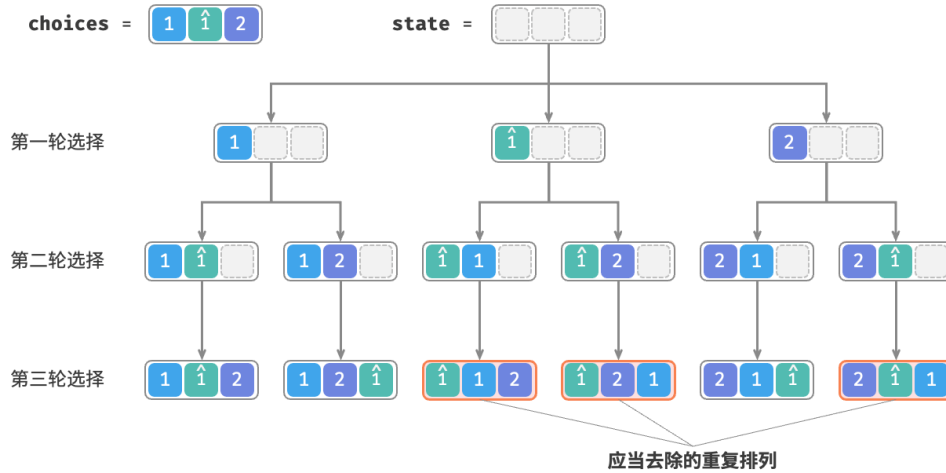 choices = 1 1̂ 2 state =
第一轮选择 1 1̂ 2
第二轮选择 1 1̂ 1 2 1̂ 1 1̂ 2 2 1 2 1̂
第三轮选择 1 1̂ 2 1 2 1̂ 1̂ 1 2 1̂ 2 1 2 1 1̂ 2 1̂ 1
应当去除的重复排列